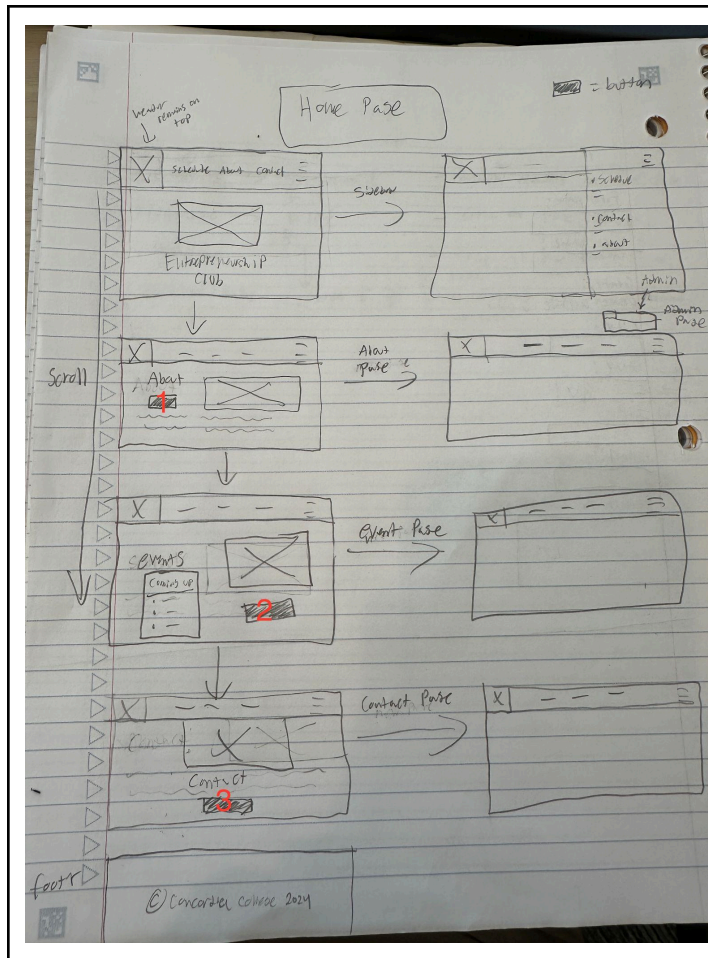 Home Page
= button
header
remains on
top
Schedule About Contact
Sidebar
• Schedule
• Contact
• About
Entrepreneurship
Club
Admin
Admin
Page
Scroll
About
1
About
Page
events
Coming up
2
Event Page
Contact
3
Contact Page
footer
© Concordia College 2024